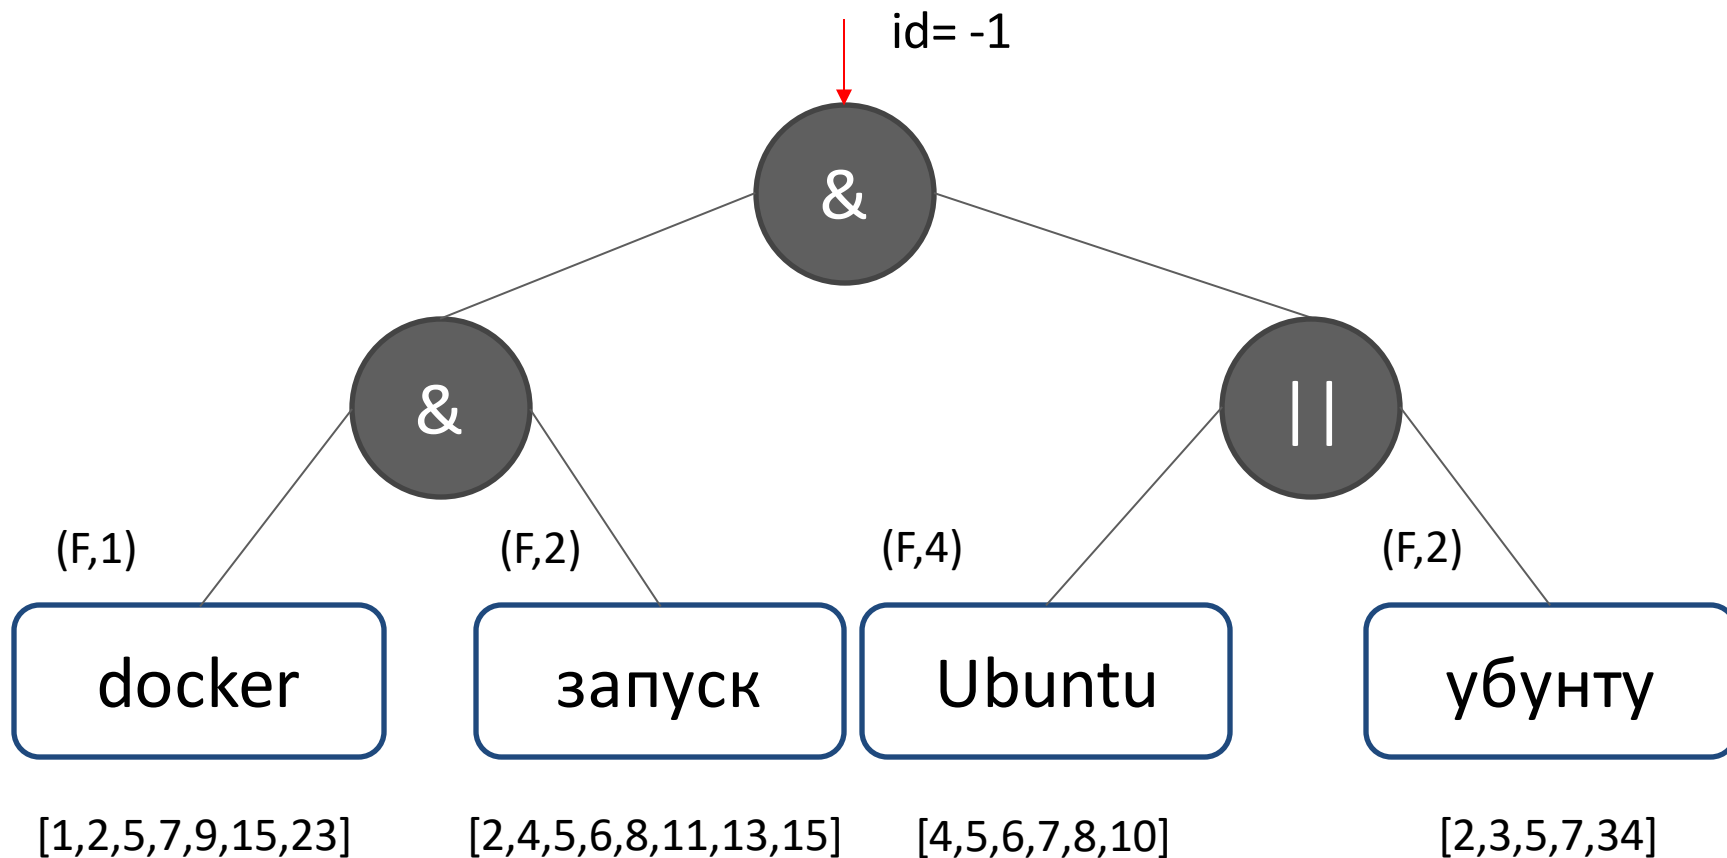 id= -1
&
&
||
(F,1)
(F,2)
(F,4)
(F,2)
docker
запуск
Ubuntu
убунту
[1,2,5,7,9,15,23]
[2,4,5,6,8,11,13,15]
[4,5,6,7,8,10]
[2,3,5,7,34]